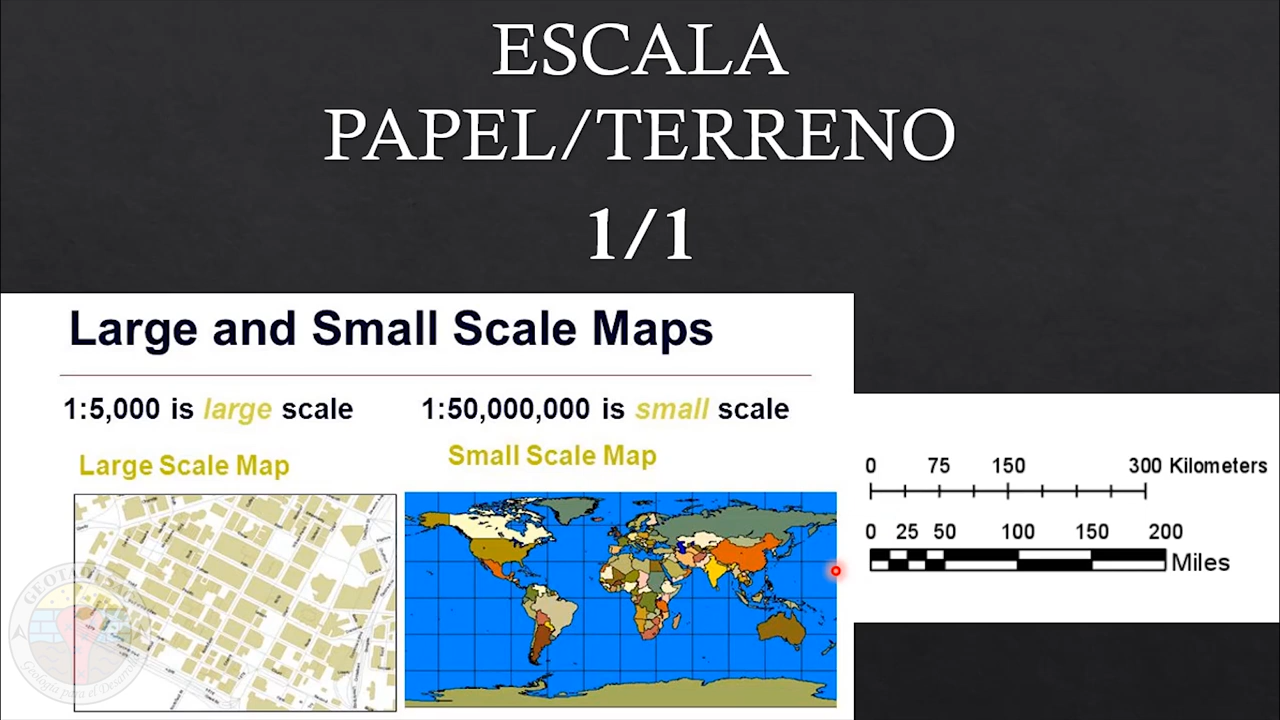 ESCALA
PAPEL/TERRENO
1/1
Large and Small Scale Maps
1:5,000 is large scale
1:50,000,000 is small scale
Large Scale Map
Small Scale Map
0 75 150 300 Kilometers
0 25 50 100 150 200
Miles